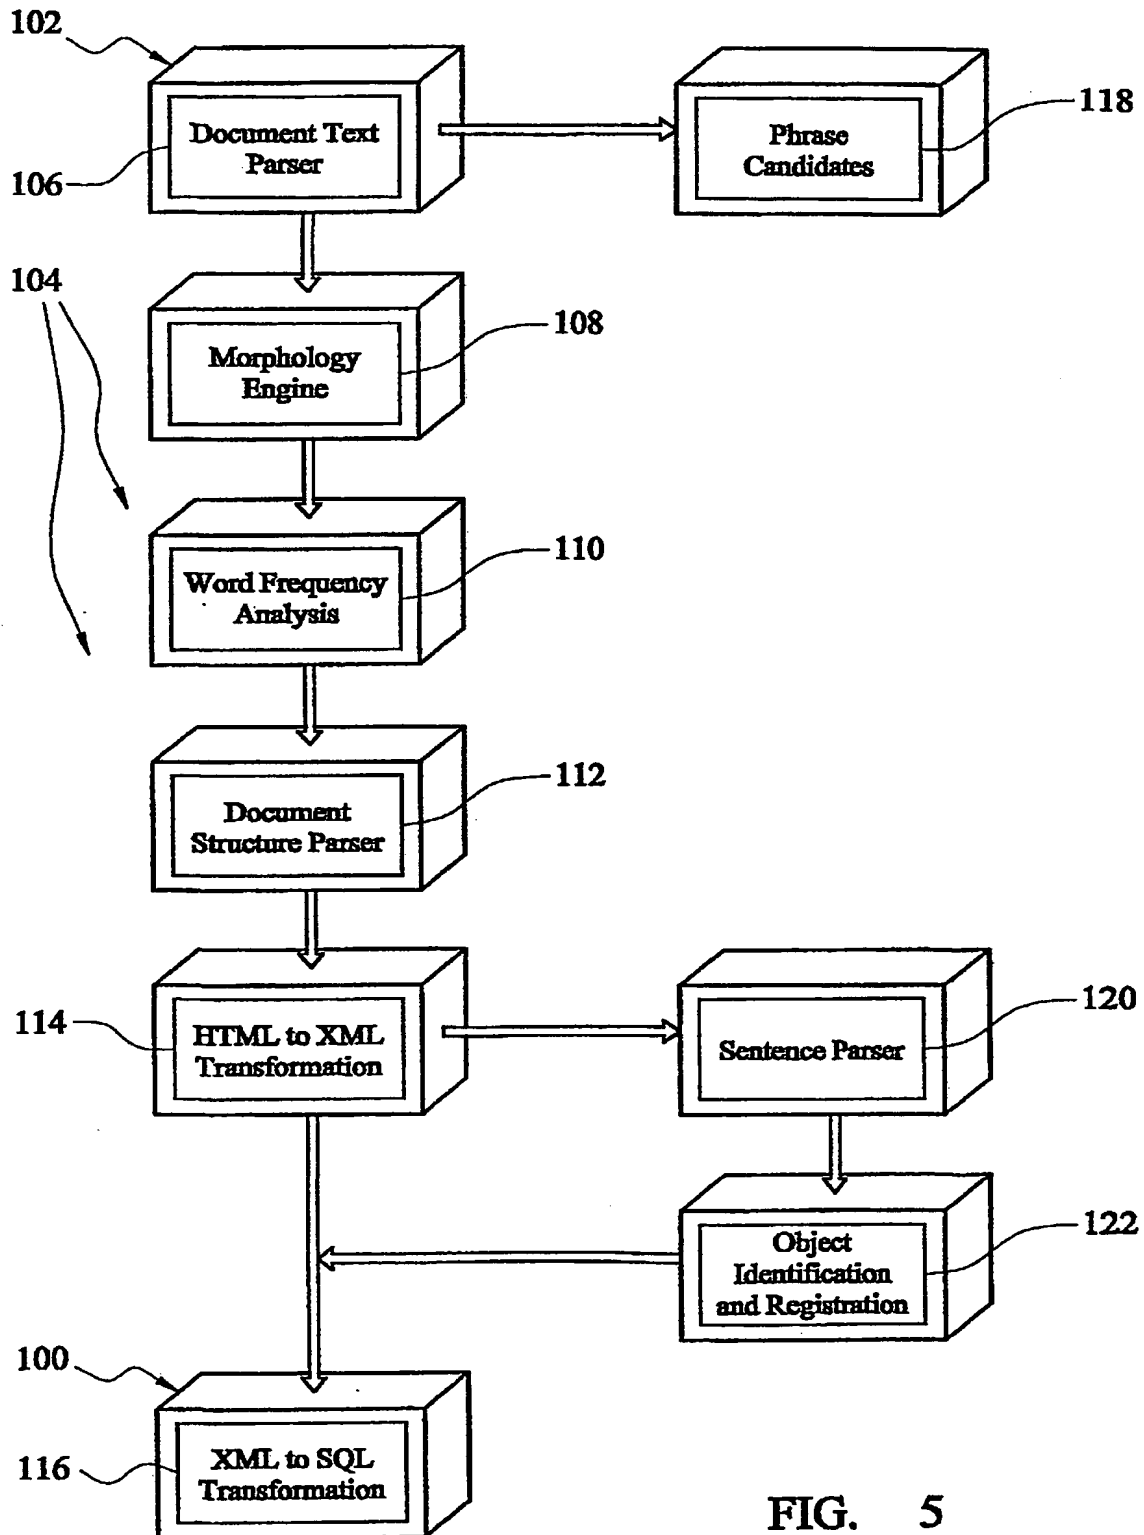 102
Document Text
Parser
Phrase
Candidates
118
106
104
Morphology
Engine
108
Word Frequency
Analysis
110
Document
Structure Parser
112
114
HTML to XML
Transformation
Sentence Parser
120
Object
Identification
and Registration
122
100
116
XML to SQL
Transformation
FIG. 5